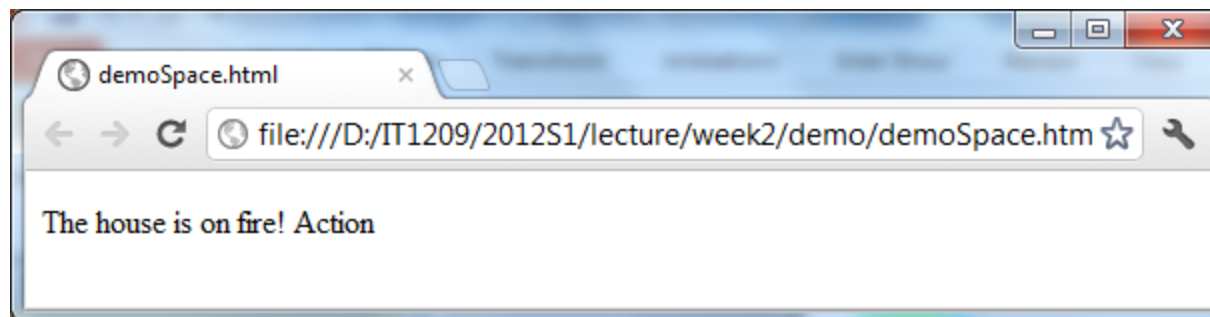 demoSpace.html
file:///D:/IT1209/2012S1/lecture/week2/demo/demoSpace.htm
The house is on fire! Action